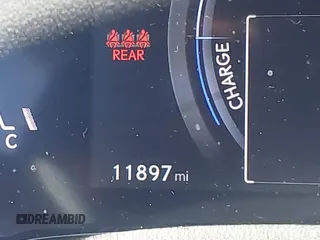 REAR
CHARGE
C
11897 mi
DREAMBID